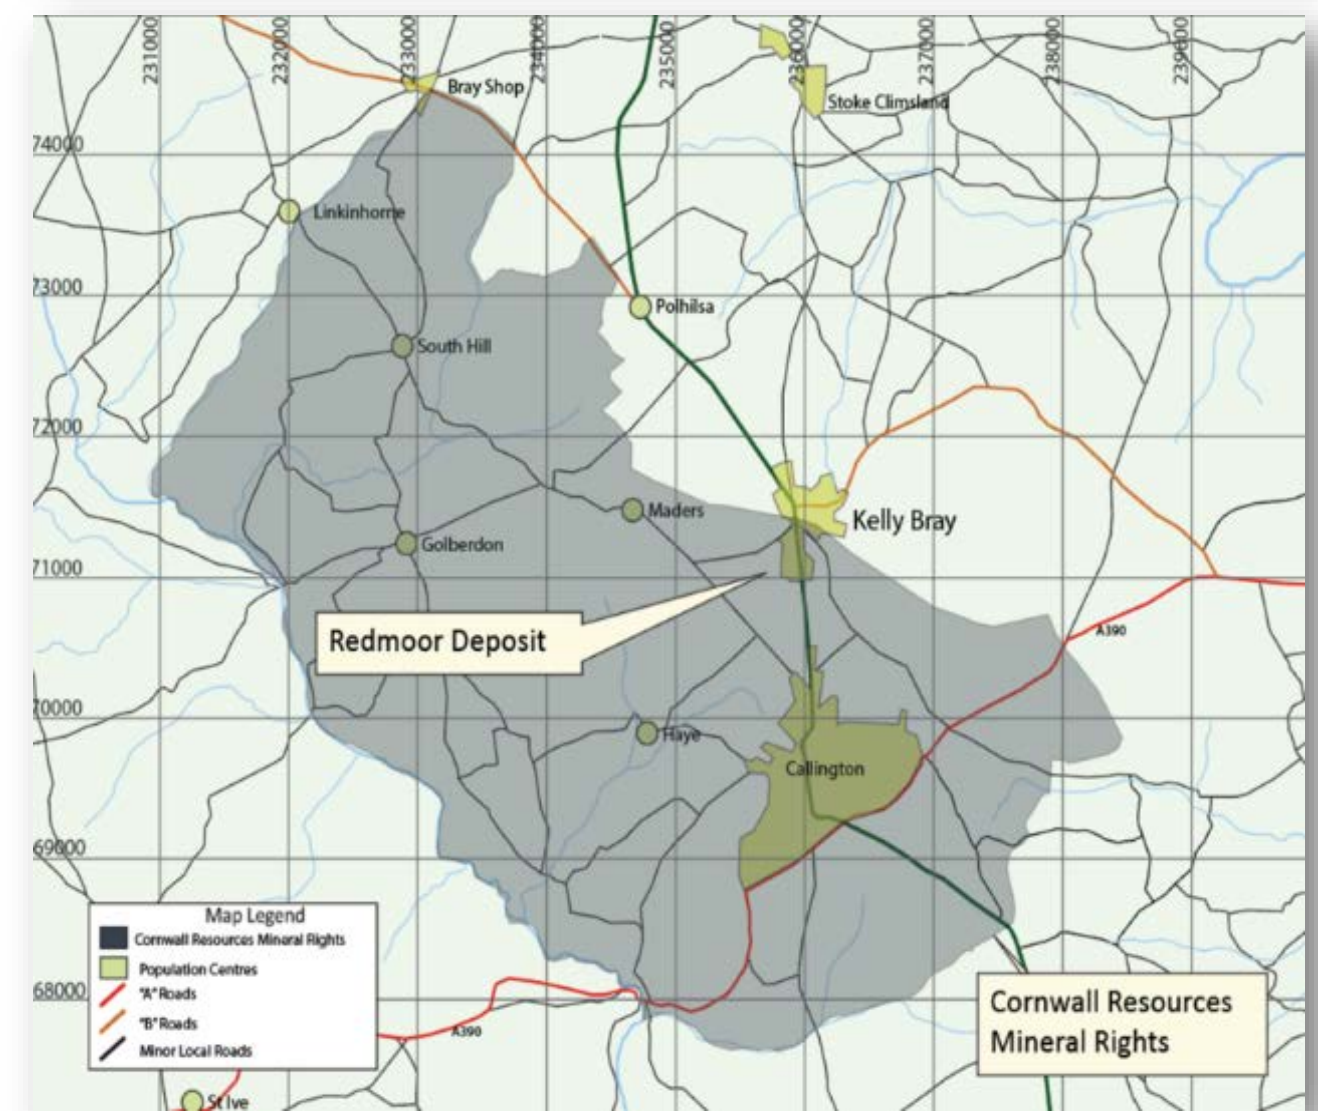 231000
232000
233000
234000
235000
236000
237000
238000
239000
Bray Shop
Stoke Climsland
74000
Linkinhorne
73000
Polhilsa
South Hill
72000
Maders
Kelly Bray
Golberdon
71000
Redmoor Deposit
A390
70000
Haye
Callington
69000
Map Legend
Cornwall Resources Mineral Rights
Population Centres
"A" Roads
"B" Roads
Minor Local Roads
68000
A390
Cornwall Resources
Mineral Rights
St Ive